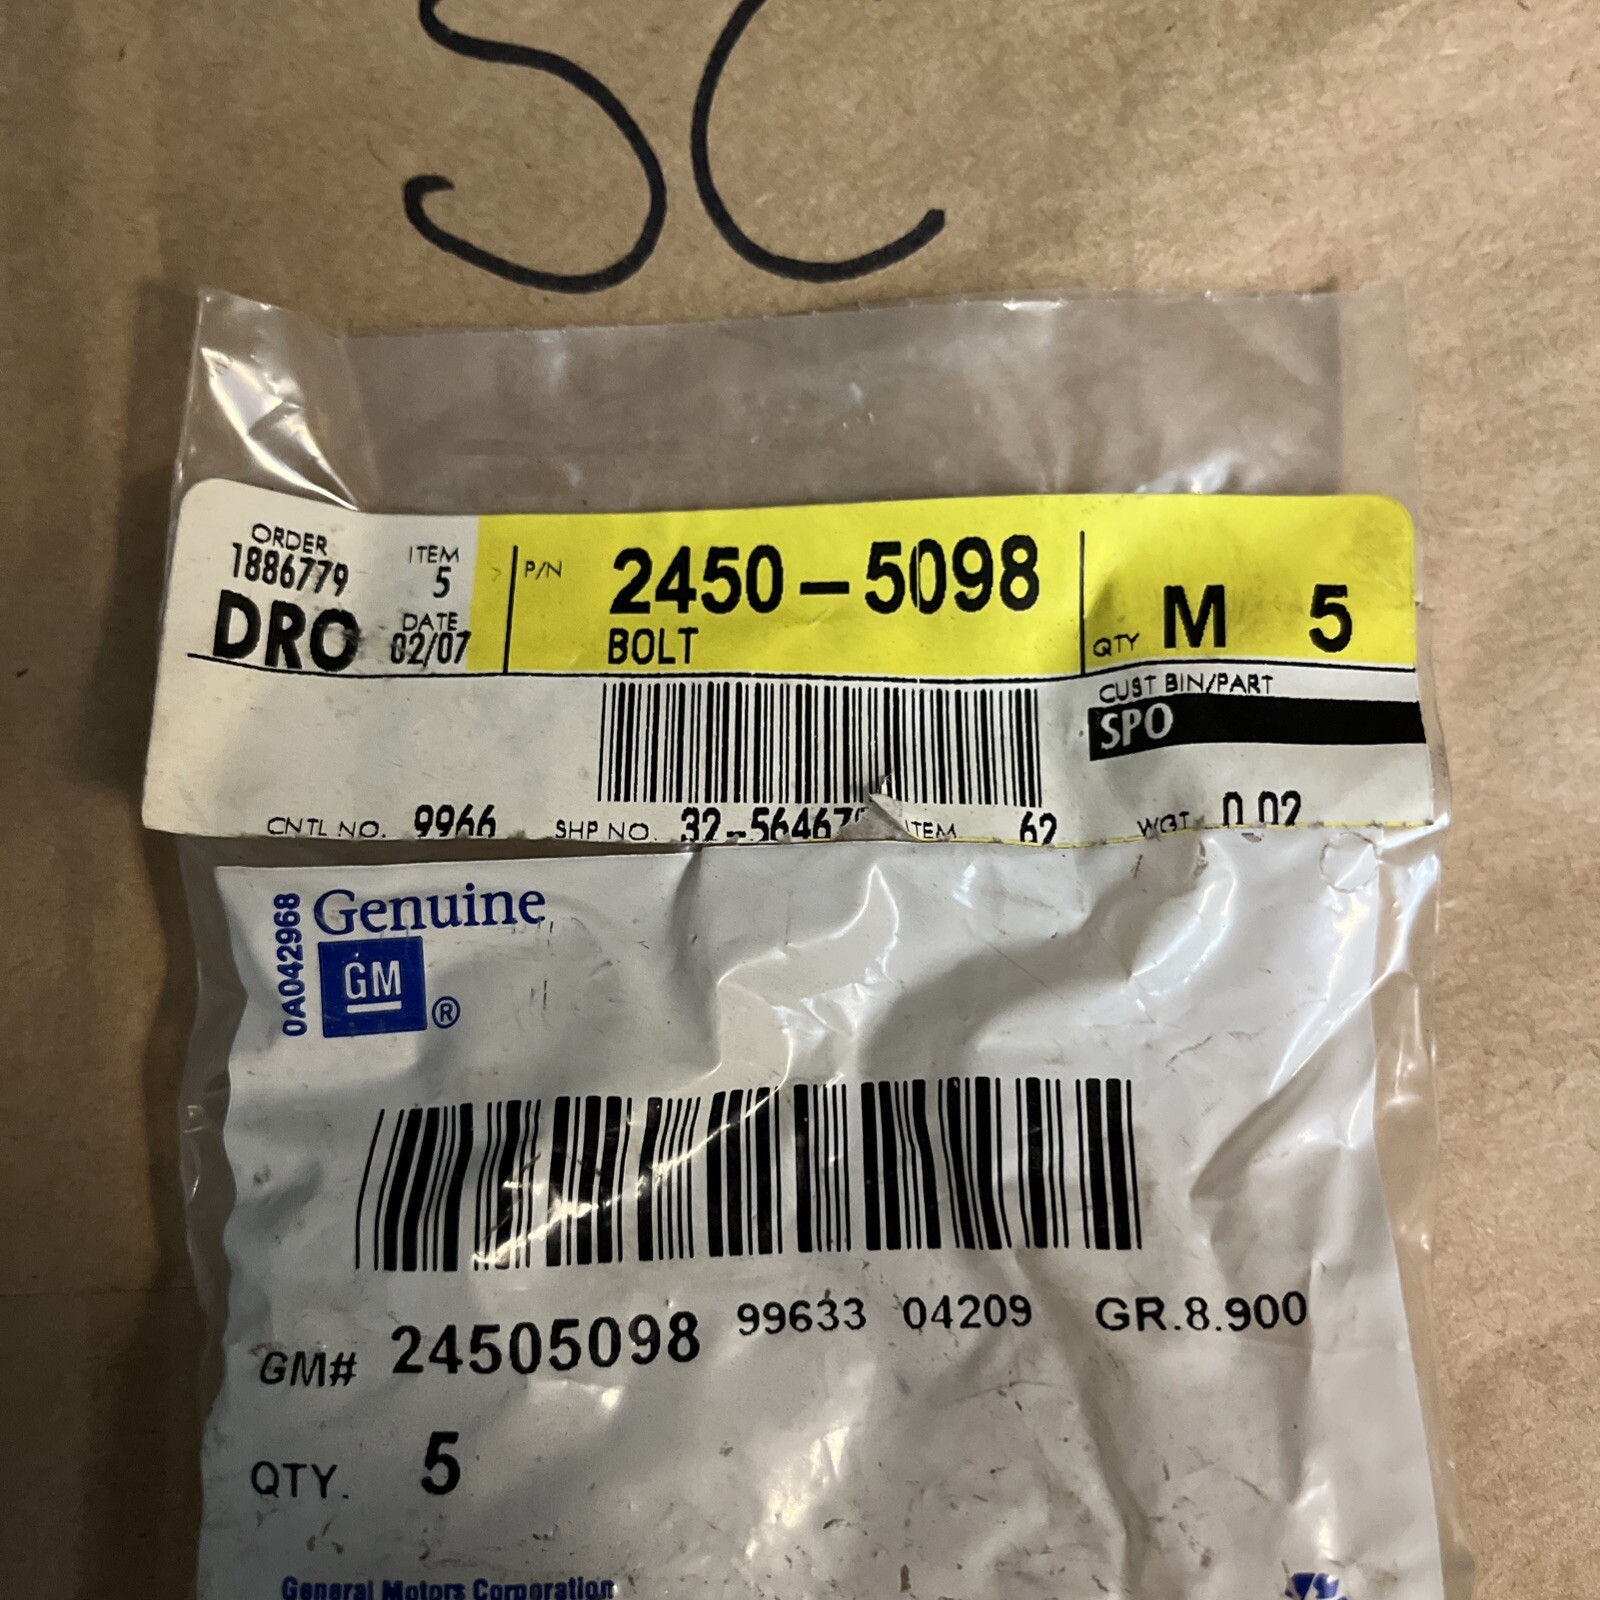 SC
ORDER ITEM P/N 2450-5098 QTY M 5
1886779 5
DRO DATE BOLT
02/07
CUST BIN/PART
SPO
CNTL NO. 9966 SHP NO. 32-56467 ITEM 62 WGT 0.02
0A042968
Genuine
GM ®
99633 04209 GR.8.900
GM# 24505098
QTY. 5
General Motors Corporation